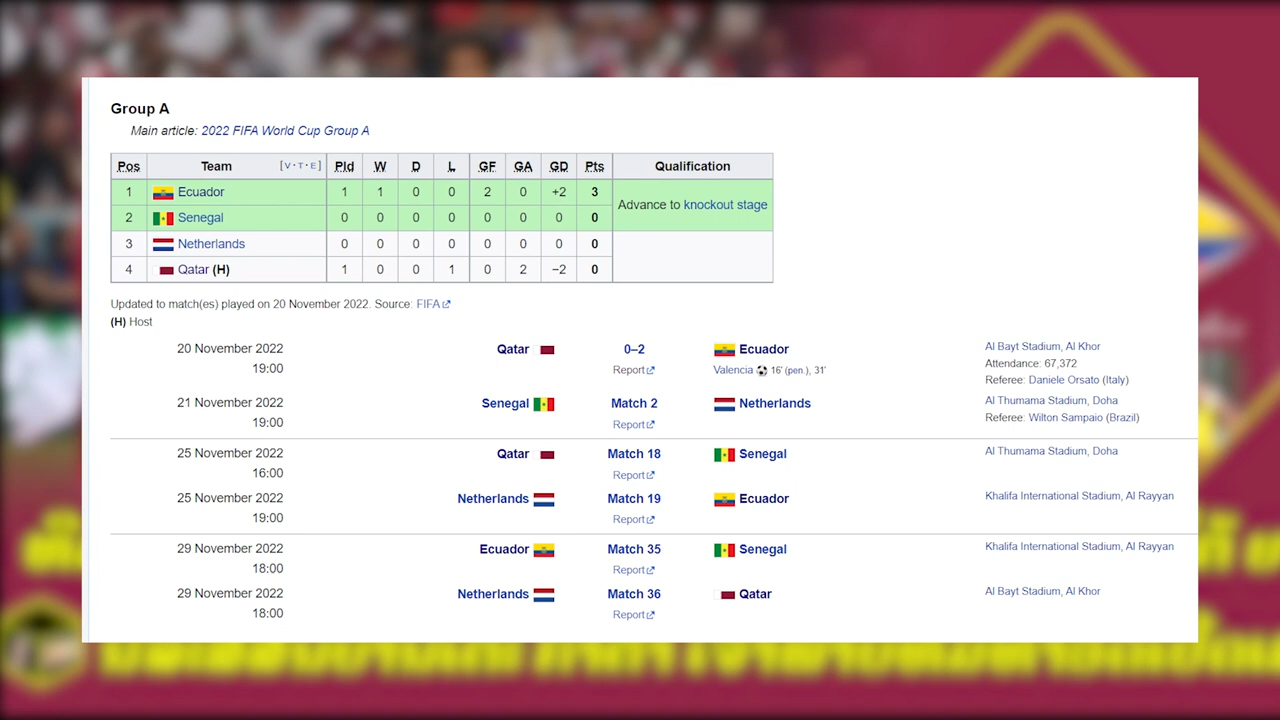 Group A
Main article: 2022 FIFA World Cup Group A
Pos Team [V·T·E] Pld W D L GF GA GD Pts Qualification
1 Ecuador 1 1 0 0 2 0 +2 3 Advance to knockout stage
2 Senegal 0 0 0 0 0 0 0 0
3 Netherlands 0 0 0 0 0 0 0 0
4 Qatar (H) 1 0 0 1 0 2 −2 0
Updated to match(es) played on 20 November 2022. Source: FIFA
(H) Host
20 November 2022 Qatar 0–2 Ecuador Al Bayt Stadium, Al Khor
19:00 Report Valencia 16' (pen.), 31' Attendance: 67,372
Referee: Daniele Orsato (Italy)
21 November 2022 Senegal Match 2 Netherlands Al Thumama Stadium, Doha
19:00 Report Referee: Wilton Sampaio (Brazil)
25 November 2022 Qatar Match 18 Senegal Al Thumama Stadium, Doha
16:00 Report
25 November 2022 Netherlands Match 19 Ecuador Khalifa International Stadium, Al Rayyan
19:00 Report
29 November 2022 Ecuador Match 35 Senegal Khalifa International Stadium, Al Rayyan
18:00 Report
29 November 2022 Netherlands Match 36 Qatar Al Bayt Stadium, Al Khor
18:00 Report